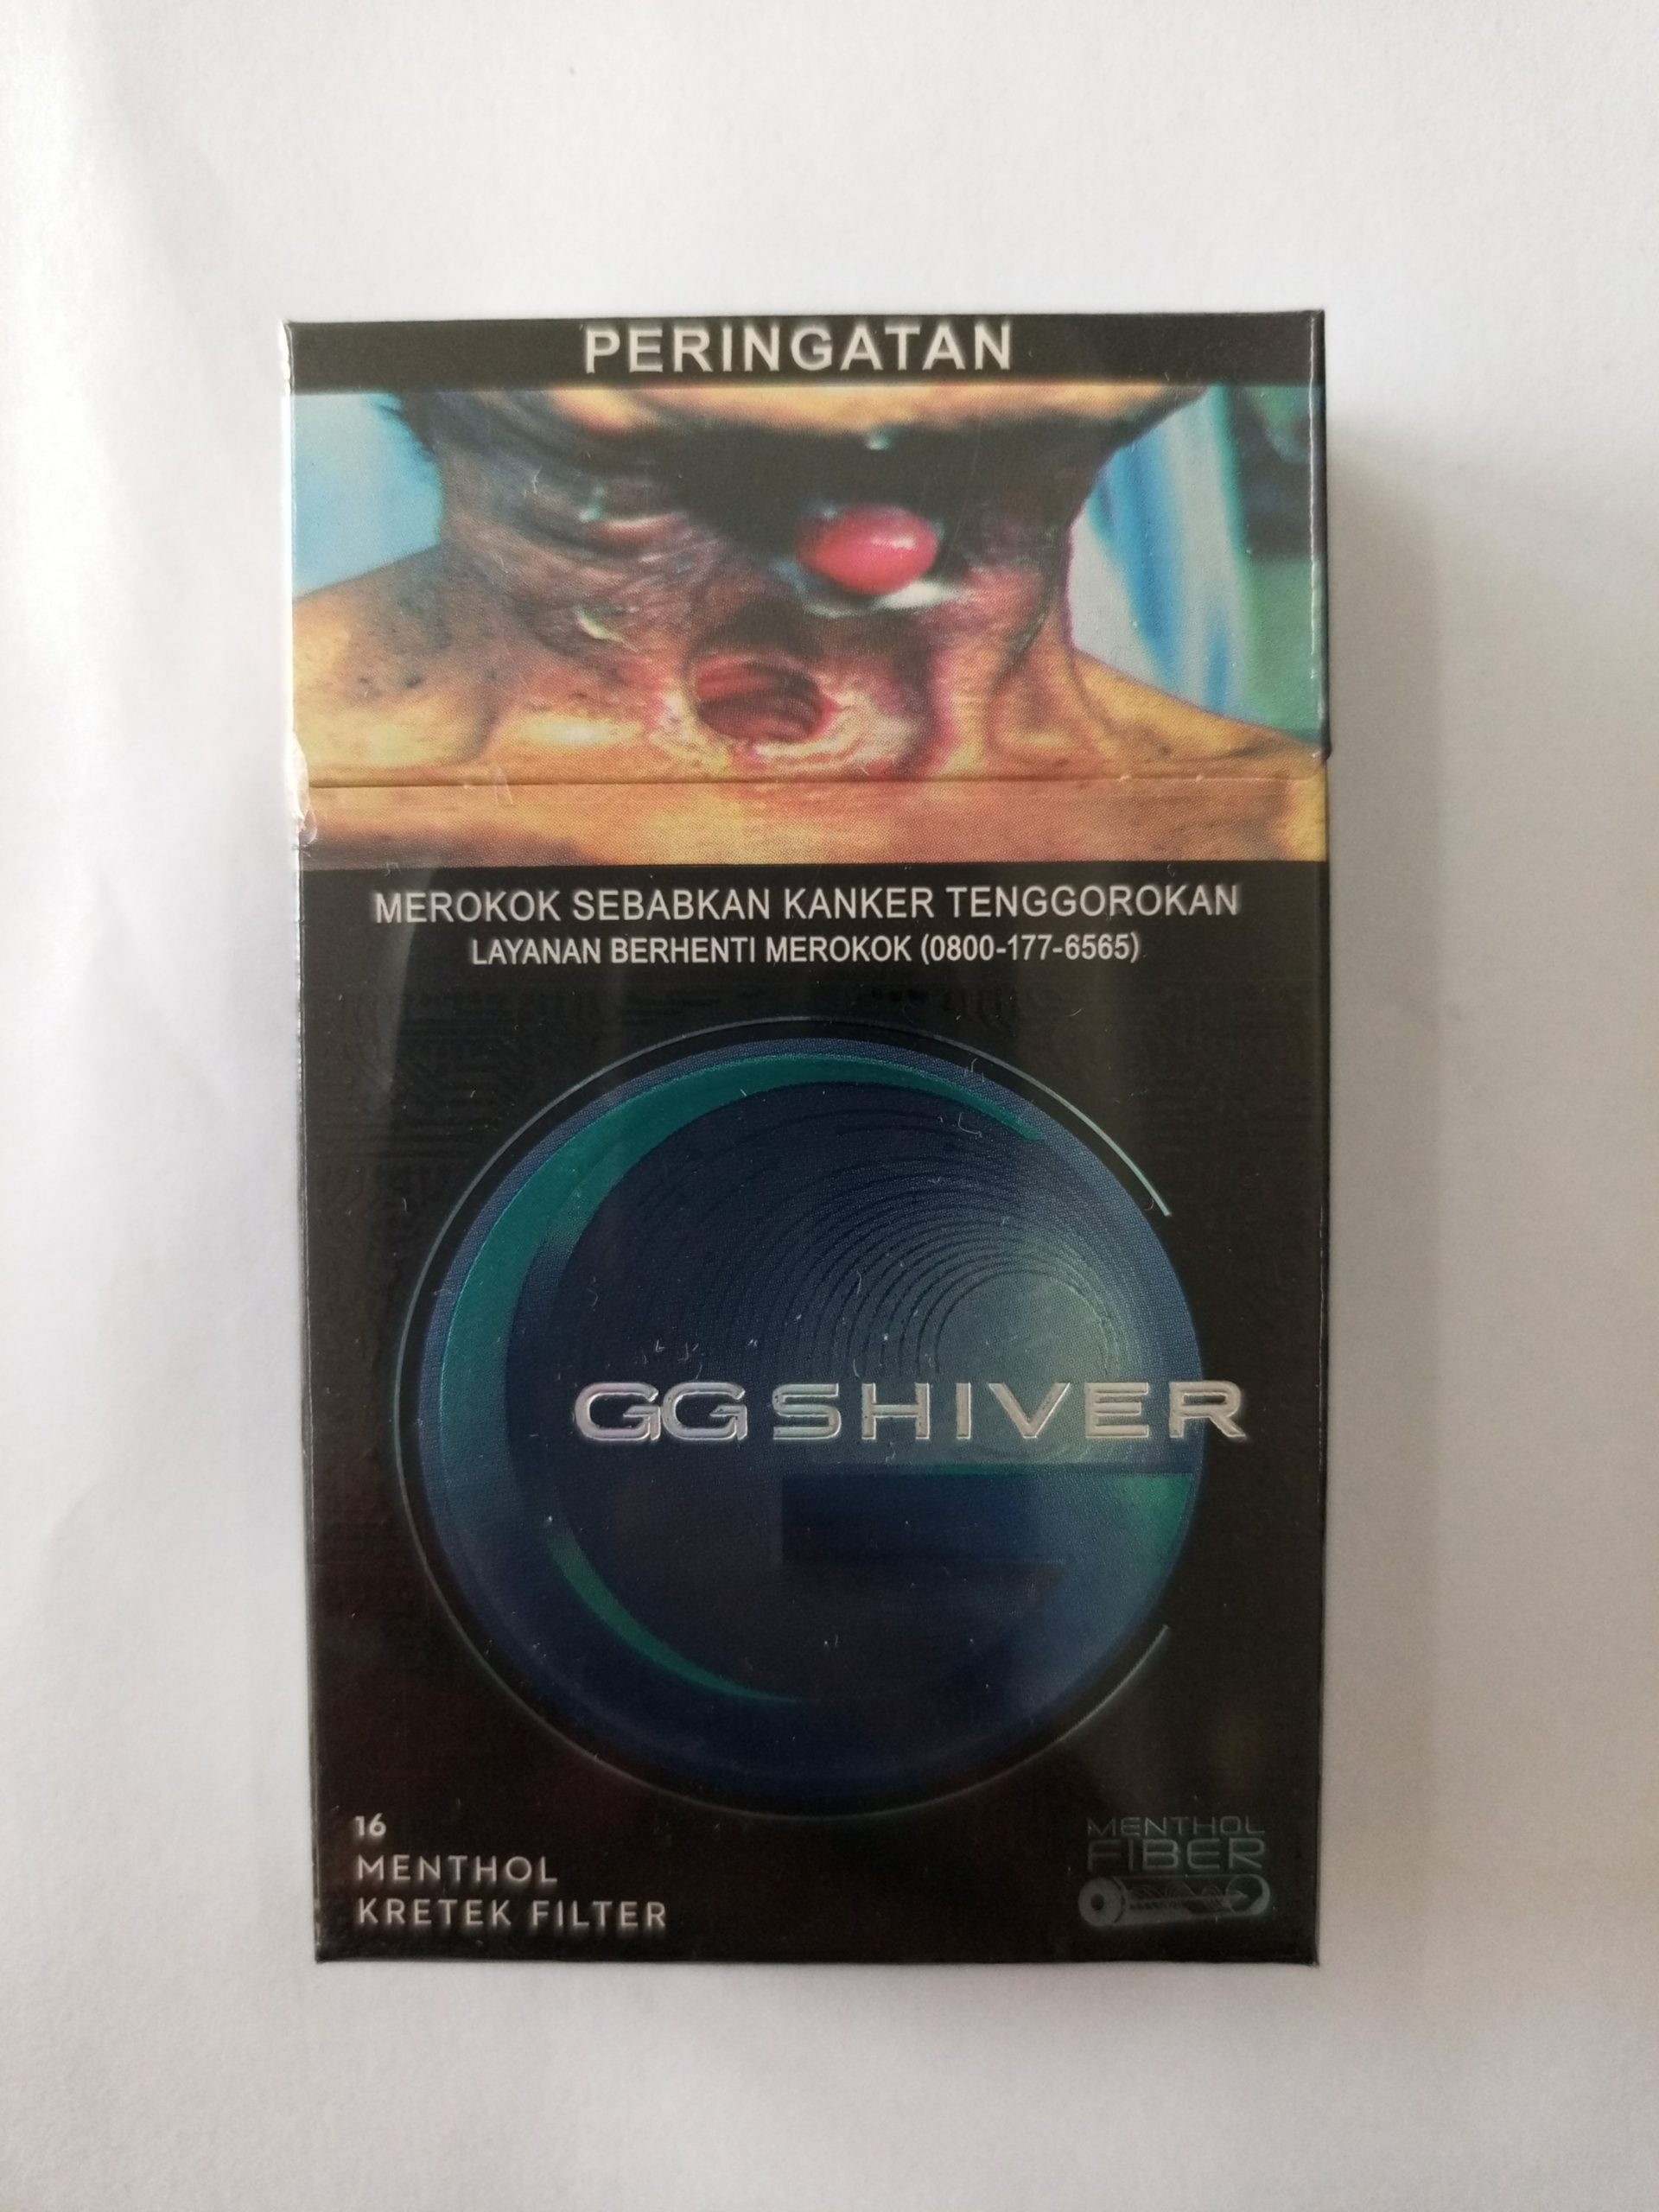 PERINGATAN
MEROKOK SEBABKAN KANKER TENGGOROKAN
LAYANAN BERHENTI MEROKOK (0800-177-6565)
GG SHIVER
16
MENTHOL
KRETEK FILTER
MENTHOL
FIBER